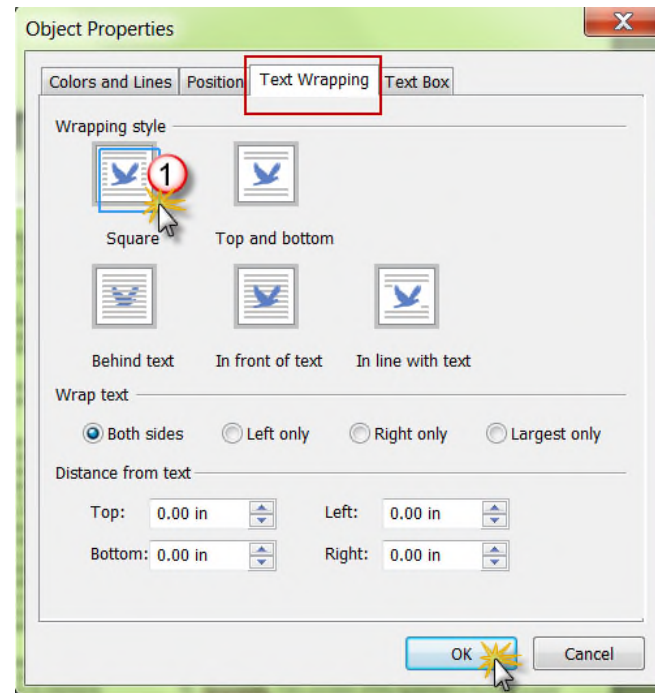 Object Properties
Colors and Lines Position Text Wrapping Text Box
Wrapping style
1
Square Top and bottom
Behind text In front of text In line with text
Wrap text
Both sides Left only Right only Largest only
Distance from text
Top: 0.00 in Left: 0.00 in
Bottom: 0.00 in Right: 0.00 in
OK Cancel